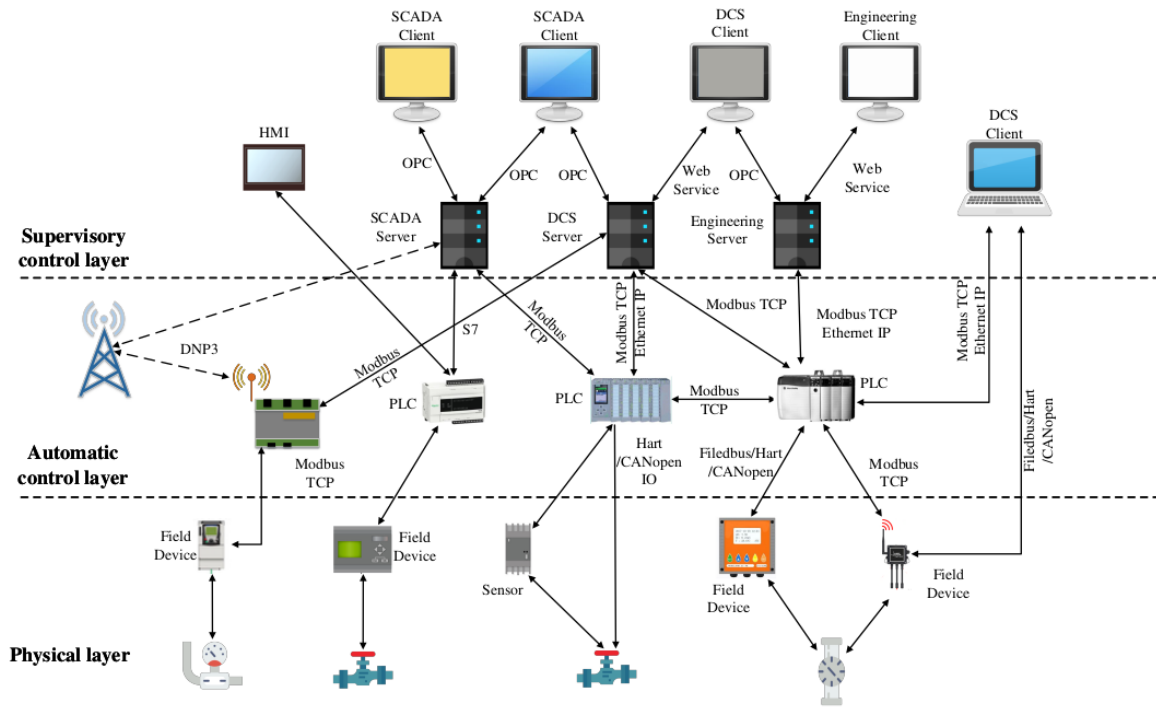 SCADA
Client
SCADA
Client
DCS
Client
Engineering
Client
HMI
DCS
Client
OPC
OPC
OPC
Web
Service
OPC
Web
Service
SCADA
Server
DCS
Server
Engineering
Server
Supervisory
control layer
DNP3
Modbus
TCP
S7
Modbus
TCP
Modbus TCP
Ethernet IP
Modbus TCP
Modbus TCP
Ethernet IP
Modbus TCP
Ethernet IP
Filedbus/Hart
/CANopen
PLC
PLC
Modbus
TCP
PLC
Automatic
control layer
Modbus
TCP
Hart
/CANopen
IO
Filedbus/Hart
/CANopen
Modbus
TCP
Field
Device
Field
Device
Sensor
Field
Device
Field
Device
Physical layer